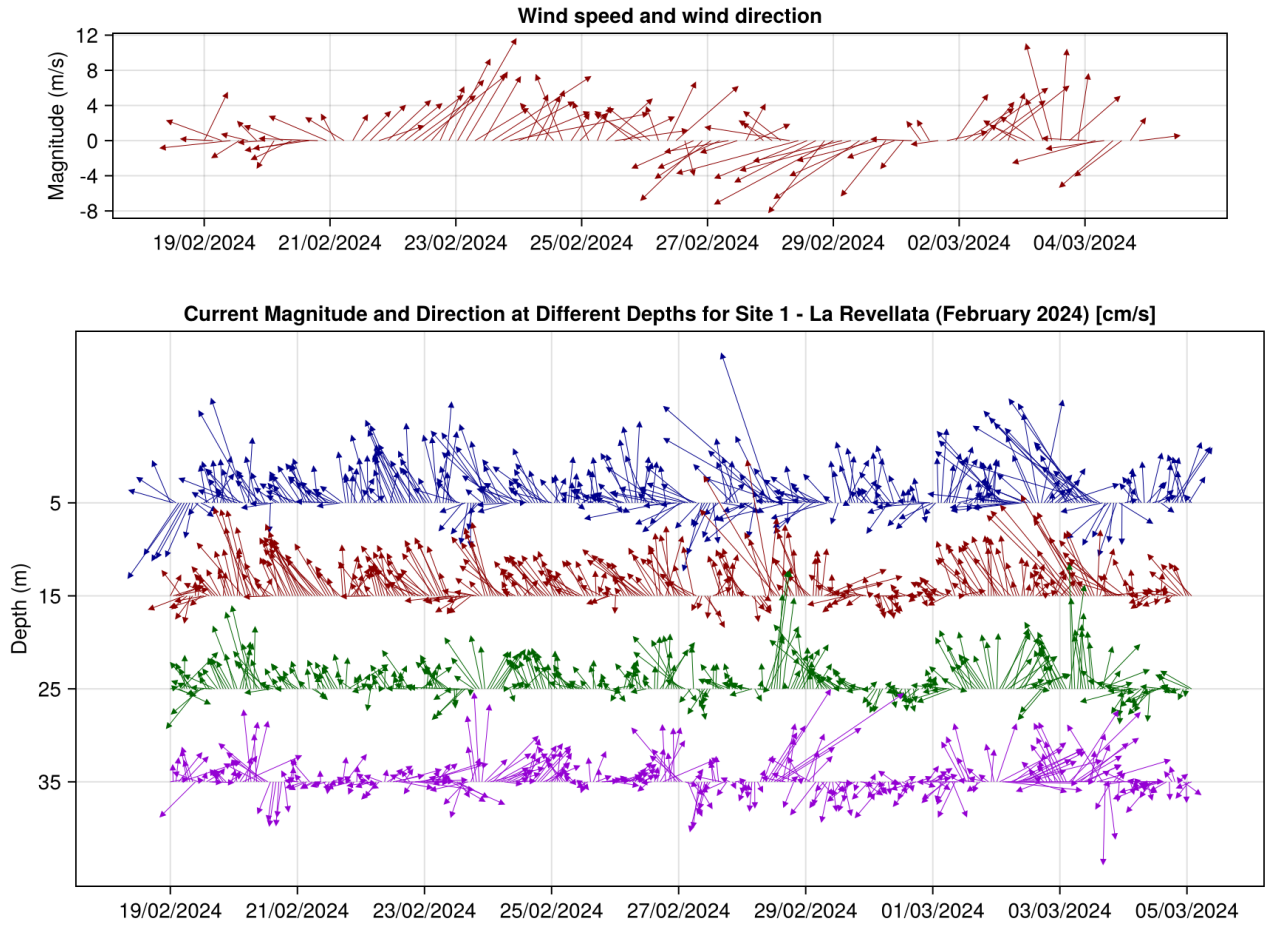 Wind speed and wind direction
Magnitude (m/s)
12
8
4
0
-4
-8
19/02/2024 21/02/2024 23/02/2024 25/02/2024 27/02/2024 29/02/2024 02/03/2024 04/03/2024
Current Magnitude and Direction at Different Depths for Site 1 - La Revellata (February 2024) [cm/s]
Depth (m)
5
15
25
35
19/02/2024 21/02/2024 23/02/2024 25/02/2024 27/02/2024 29/02/2024 01/03/2024 03/03/2024 05/03/2024